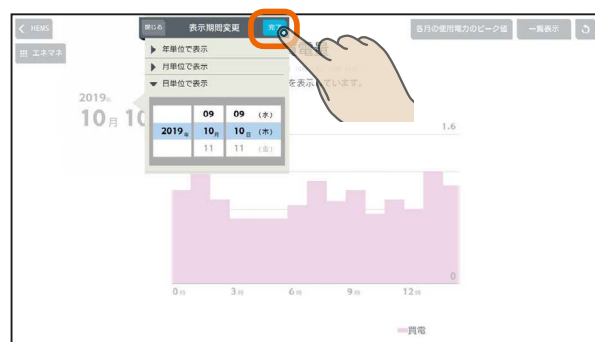 HEMS
閉じる 表示期間変更 完了
各月の使用電力のピーク値 一覧表示
エネマネ
年単位で表示
電量
月単位で表示
日単位で表示
を表示しています。
2019年
10月 10
09 09 (水)
2019年 10月 10日 (木)
11 11 (金)
1.6
0
0時 3時 6時 9時 12時
買電